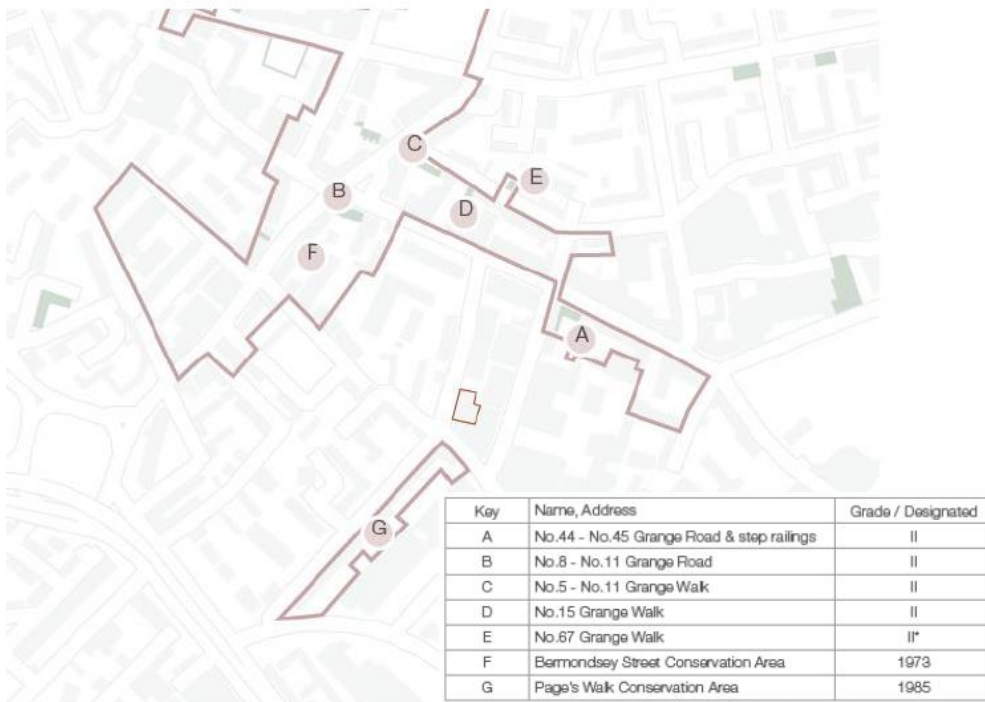 C
E
B
D
F
A
G
Key Name, Address Grade / Designated
A No.44 - No.45 Grange Road & step railings II
B No.8 - No.11 Grange Road II
C No.5 - No.11 Grange Walk II
D No.15 Grange Walk II
E No.67 Grange Walk II*
F Bermondsey Street Conservation Area 1973
G Page's Walk Conservation Area 1985